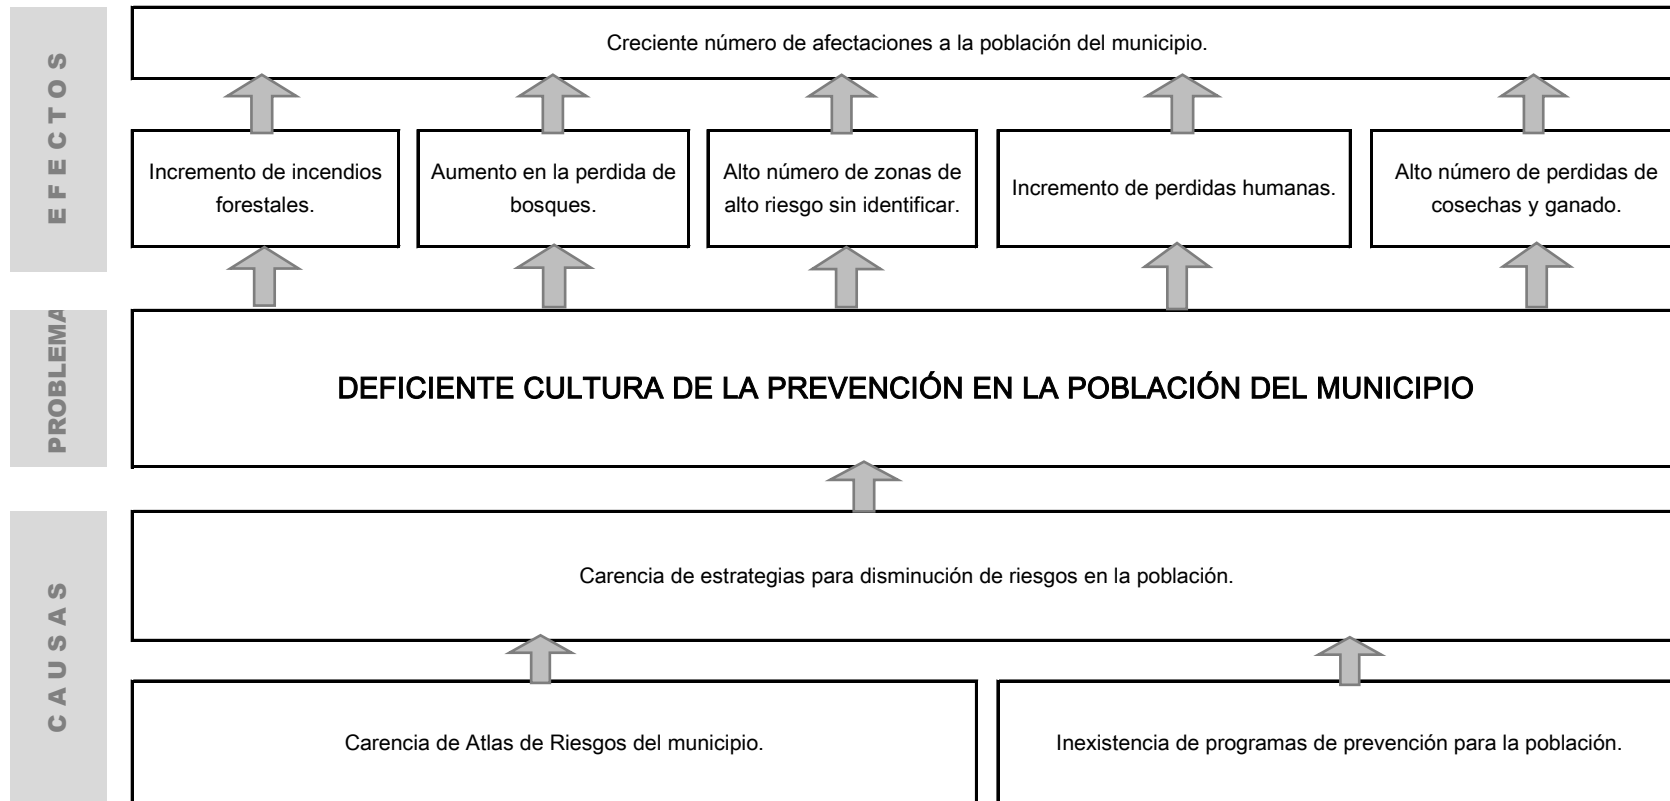 EFECTOS
Creciente número de afectaciones a la población del municipio.
Incremento de incendios
forestales.
Aumento en la perdida de
bosques.
Alto número de zonas de
alto riesgo sin identificar.
Incremento de perdidas humanas.
Alto número de perdidas de
cosechas y ganado.
PROBLEMA
DEFICIENTE CULTURA DE LA PREVENCIÓN EN LA POBLACIÓN DEL MUNICIPIO
CAUSAS
Carencia de estrategias para disminución de riesgos en la población.
Carencia de Atlas de Riesgos del municipio.
Inexistencia de programas de prevención para la población.